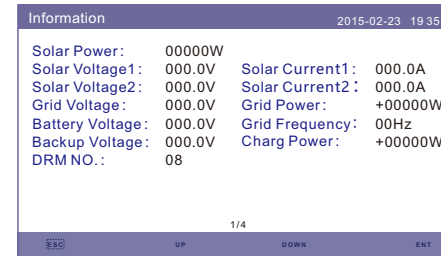 Information 2015-02-23 19 35
Solar Power: 00000W
Solar Voltage1: 000.0V Solar Current1: 000.0A
Solar Voltage2: 000.0V Solar Current2: 000.0A
Grid Voltage: 000.0V Grid Power: +00000W
Battery Voltage: 000.0V Grid Frequency: 00Hz
Backup Voltage: 000.0V Charg Power: +00000W
DRM NO.: 08
1/4
ESC UP DOWN ENT